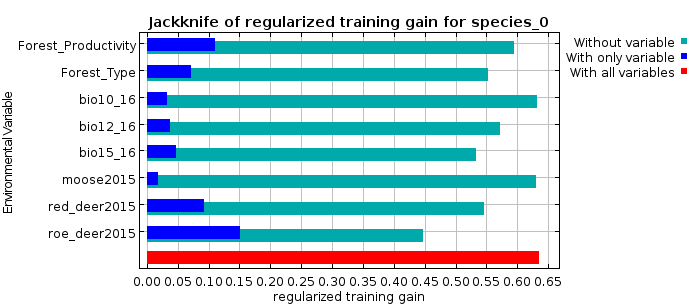 Jackknife of regularized training gain for species_0
Without variable
With only variable
With all variables
Environmental Variable
Forest_Productivity
Forest_Type
bio10_16
bio12_16
bio15_16
moose2015
red_deer2015
roe_deer2015
0.00 0.05 0.10 0.15 0.20 0.25 0.30 0.35 0.40 0.45 0.50 0.55 0.60 0.65
regularized training gain